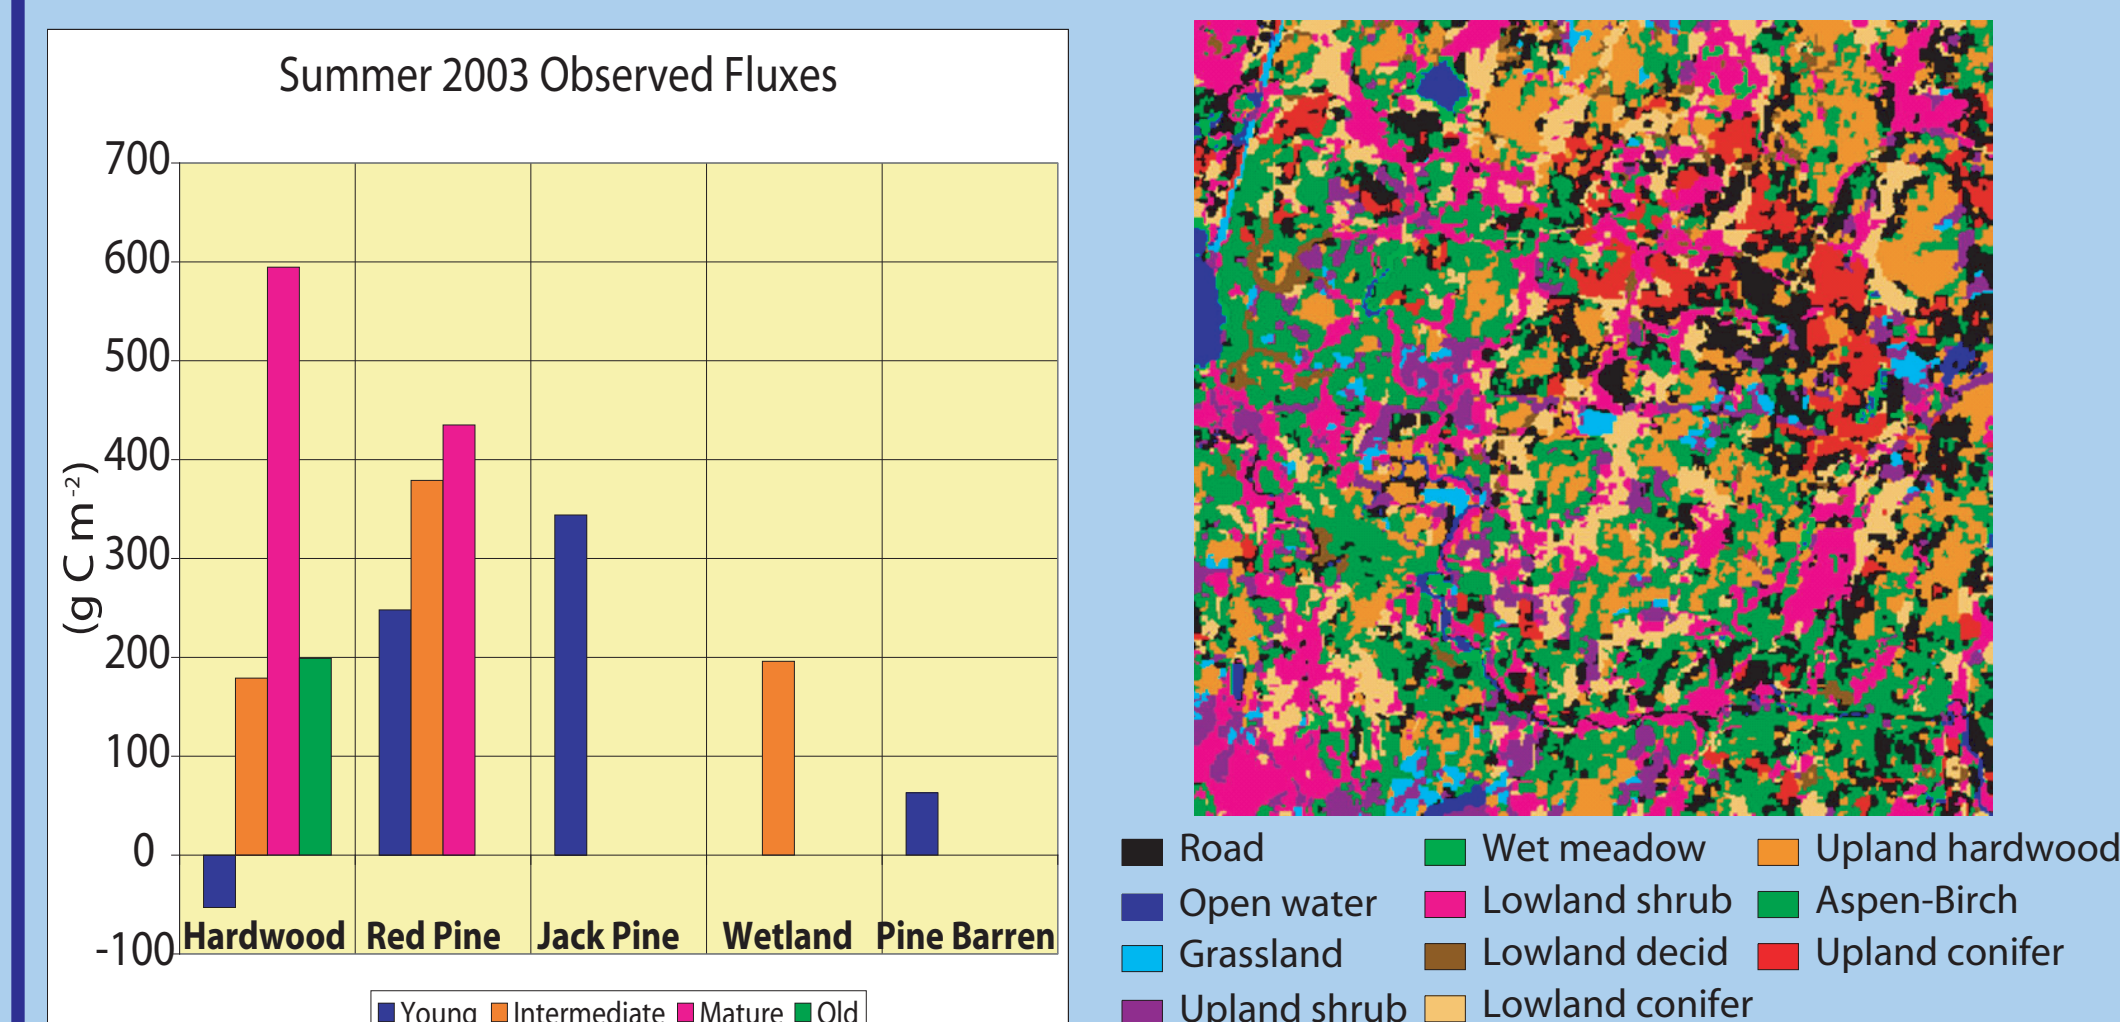 Summer 2003 Observed Fluxes
700
600
500
400
300
200
100
0
-100
(g C m -2)
Hardwood Red Pine Jack Pine Wetland Pine Barren
Young Intermediate Mature Old
Road Wet meadow Upland hardwood
Open water Lowland shrub Aspen-Birch
Grassland Lowland decid Upland conifer
Upland shrub Lowland conifer